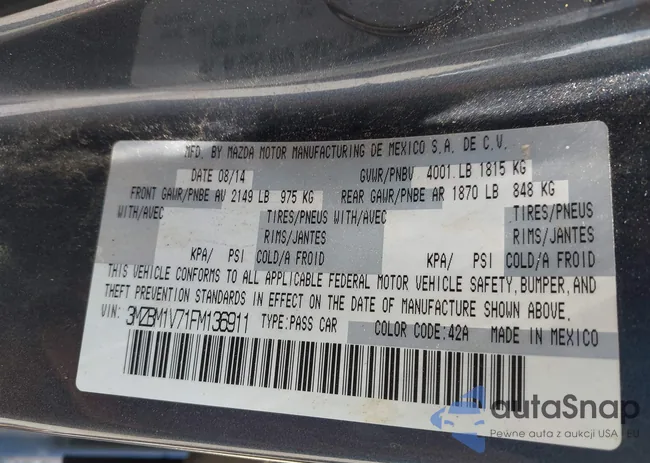 MFD. BY MAZDA MOTOR MANUFACTURING DE MEXICO S.A. DE C.V.
DATE 08/14 GVWR/PNBV 4001.LB 1815 KG
FRONT GAWR/PNBE AV 2149 LB 975 KG REAR GAWR/PNBE AR 1870 LB 848 KG
WITH/AVEC TIRES/PNEUS WITH/AVEC TIRES/PNEUS
RIMS/JANTES RIMS/JANTES
KPA/ PSI COLD/A FROID KPA/ PSI COLD/A FROID
THIS VEHICLE CONFORMS TO ALL APPLICABLE FEDERAL MOTOR VEHICLE SAFETY, BUMPER, AND
THEFT PREVENTION STANDARDS IN EFFECT ON THE DATE OF MANUFACTURE SHOWN ABOVE.
VIN: 3MZBM1V71FM136911 TYPE:PASS CAR COLOR CODE:42A MADE IN MEXICO
autaSnap
Pewne auta z aukcji USA i EU